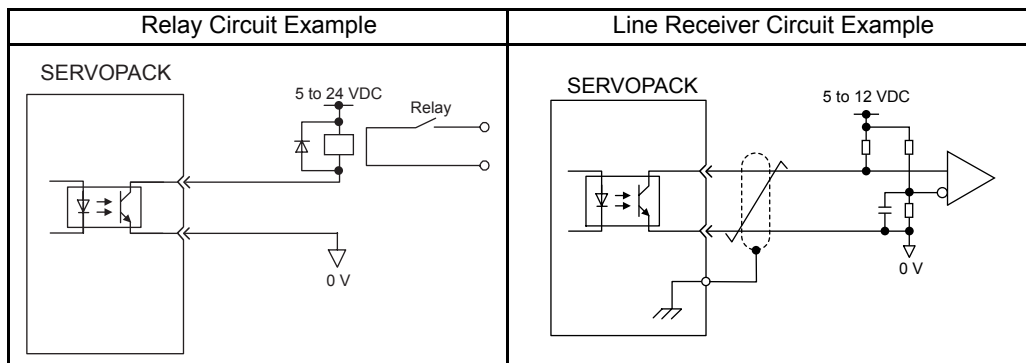 Relay Circuit Example
Line Receiver Circuit Example
SERVOPACK
5 to 24 VDC
Relay
0 V
SERVOPACK
5 to 12 VDC
0 V